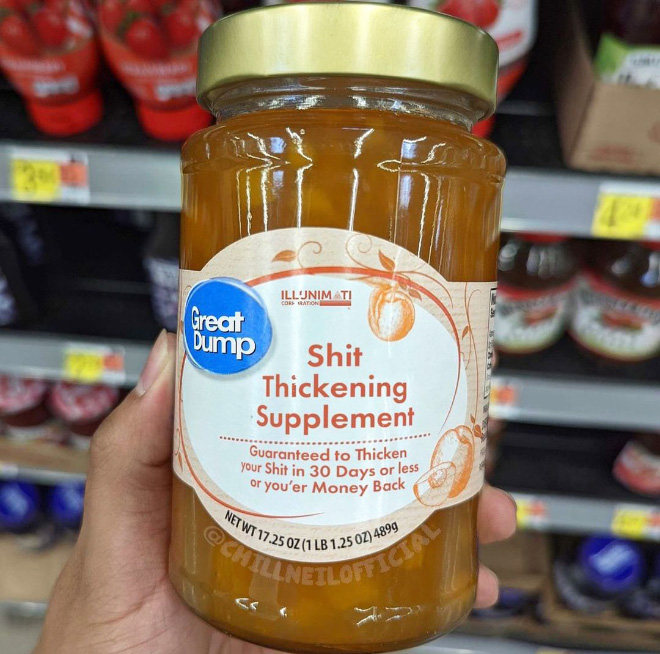 ILLUNIMATI
CORPORATION
Great
Dump
Shit
Thickening
Supplement
Guaranteed to Thicken
your Shit in 30 Days or less
or you'er Money Back
NET WT 17.25 OZ (1 LB 1.25 OZ) 489g
@CHILLNEILOFFICIAL